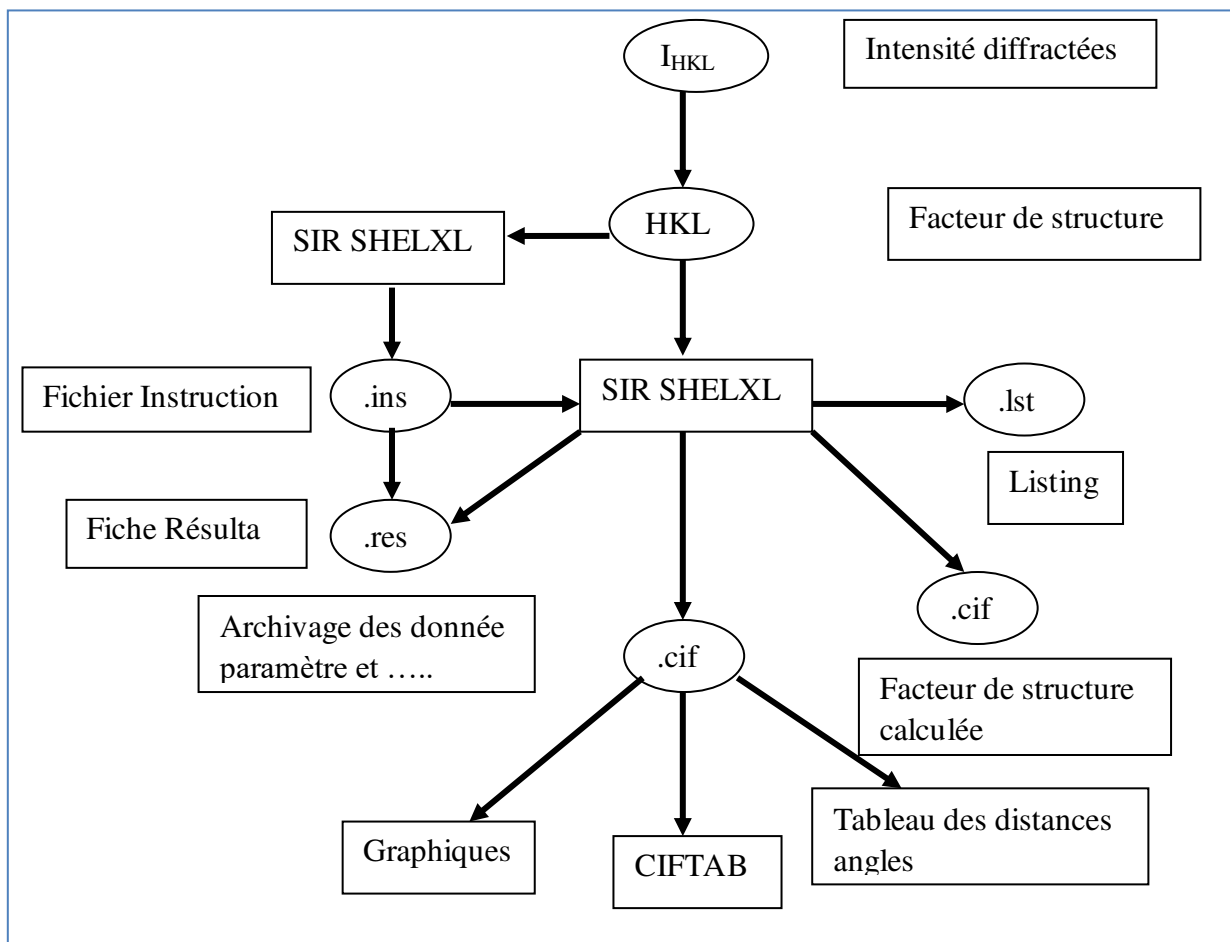 I_HKL
Intensité diffractées
HKL
Facteur de structure
SIR SHELXL
Fichier Instruction
.ins
SIR SHELXL
.lst
Listing
Fiche Résulta
.res
.cif
Archivage des donnée
paramètre et …..
.cif
Facteur de structure
calculée
Graphiques
CIFTAB
Tableau des distances
angles